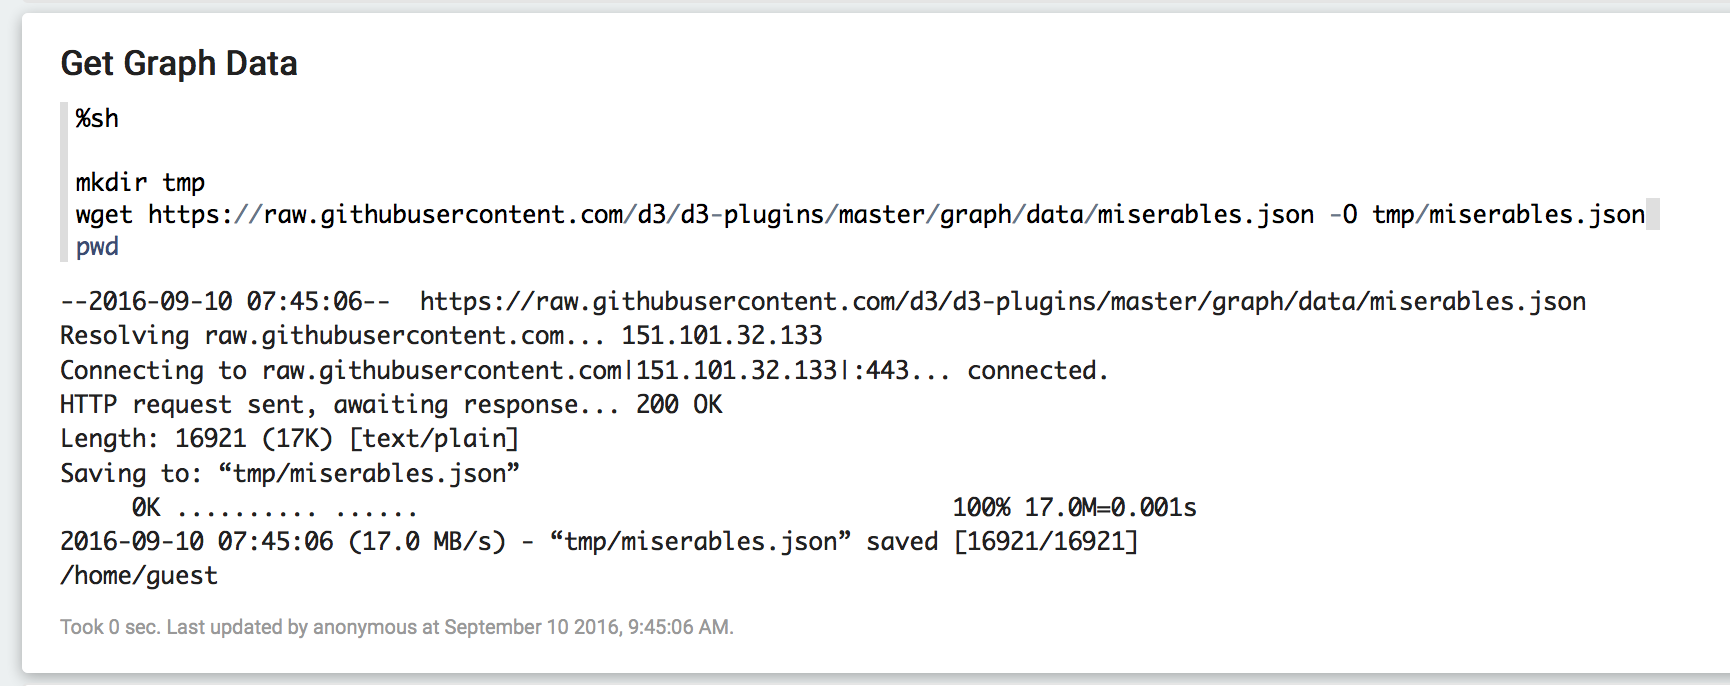 Get Graph Data
%sh
mkdir tmp
wget https://raw.githubusercontent.com/d3/d3-plugins/master/graph/data/miserables.json -O tmp/miserables.json
pwd
--2016-09-10 07:45:06--  https://raw.githubusercontent.com/d3/d3-plugins/master/graph/data/miserables.json
Resolving raw.githubusercontent.com... 151.101.32.133
Connecting to raw.githubusercontent.com|151.101.32.133|:443... connected.
HTTP request sent, awaiting response... 200 OK
Length: 16921 (17K) [text/plain]
Saving to: “tmp/miserables.json”
     0K .......... ......                                     100% 17.0M=0.001s
2016-09-10 07:45:06 (17.0 MB/s) - “tmp/miserables.json” saved [16921/16921]
/home/guest
Took 0 sec. Last updated by anonymous at September 10 2016, 9:45:06 AM.